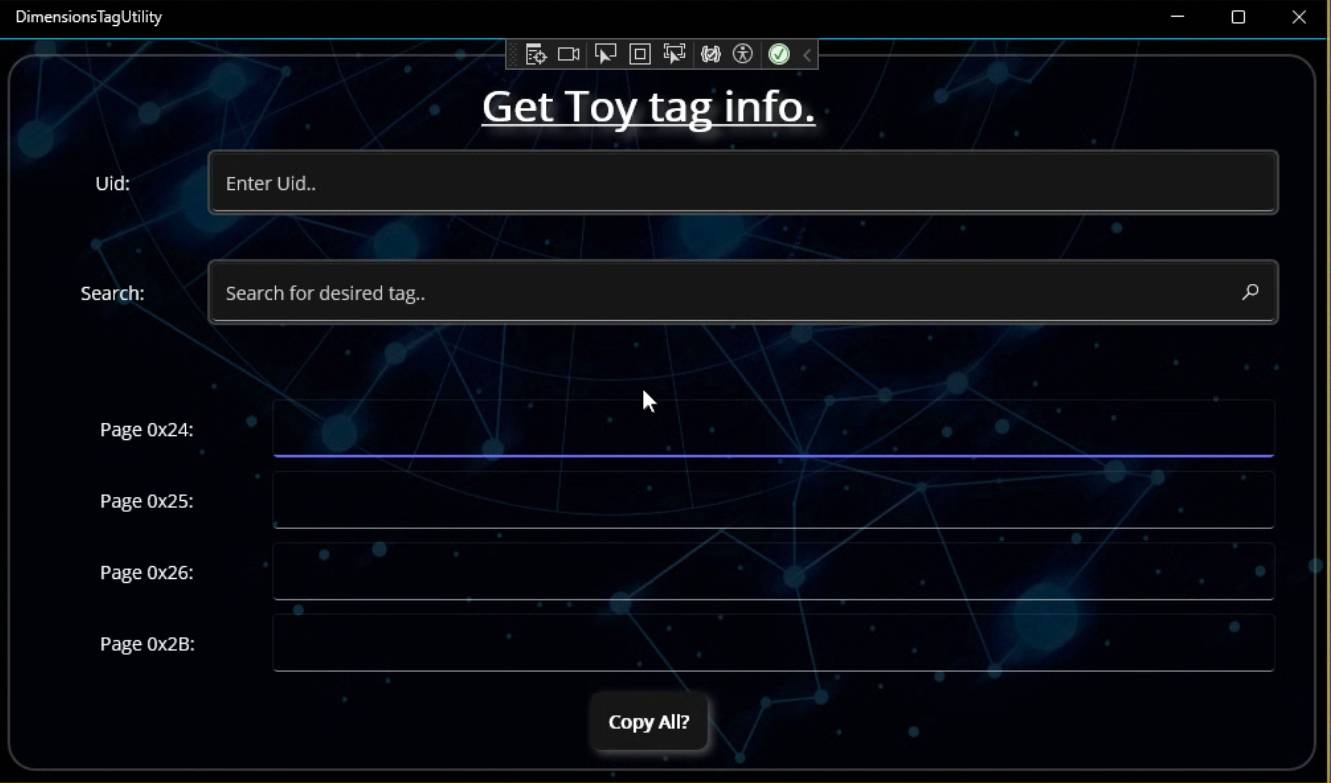 DimensionsTagUtility
Get Toy tag info.
Uid:
Enter Uid..
Search:
Search for desired tag..
Page 0x24:
Page 0x25:
Page 0x26:
Page 0x2B:
Copy All?